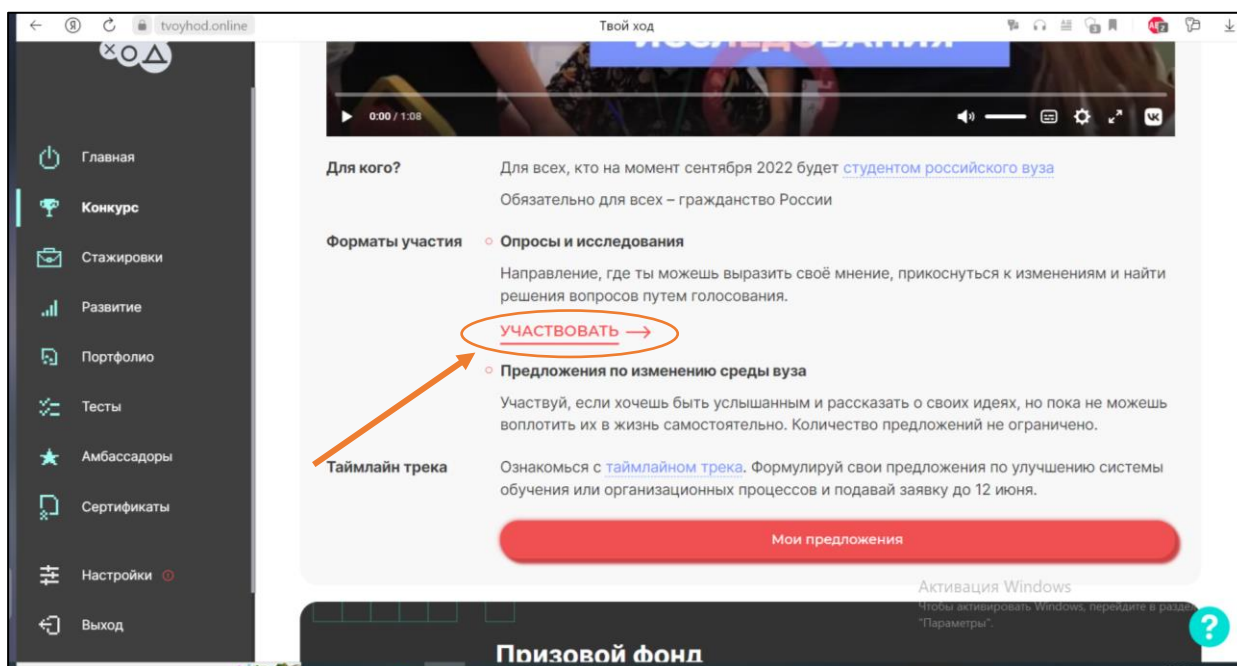 tvoyhod.online
Твой ход
ИССЛЕДОВАНИЯ
0:00 / 1:08
Главная
Конкурс
Стажировки
Развитие
Портфолио
Тесты
Амбассадоры
Сертификаты
Настройки
Выход
Для кого?
Для всех, кто на момент сентября 2022 будет студентом российского вуза
Обязательно для всех – гражданство России
Форматы участия
Опросы и исследования
Направление, где ты можешь выразить своё мнение, прикоснуться к изменениям и найти
решения вопросов путем голосования.
УЧАСТВОВАТЬ
Предложения по изменению среды вуза
Участвуй, если хочешь быть услышанным и рассказать о своих идеях, но пока не можешь
воплотить их в жизнь самостоятельно. Количество предложений не ограничено.
Таймлайн трека
Ознакомься с таймлайном трека. Формулируй свои предложения по улучшению системы
обучения или организационных процессов и подавай заявку до 12 июня.
Мои предложения
Активация Windows
Чтобы активировать Windows, перейдите в раздел
"Параметры".
?
Призовой фонд